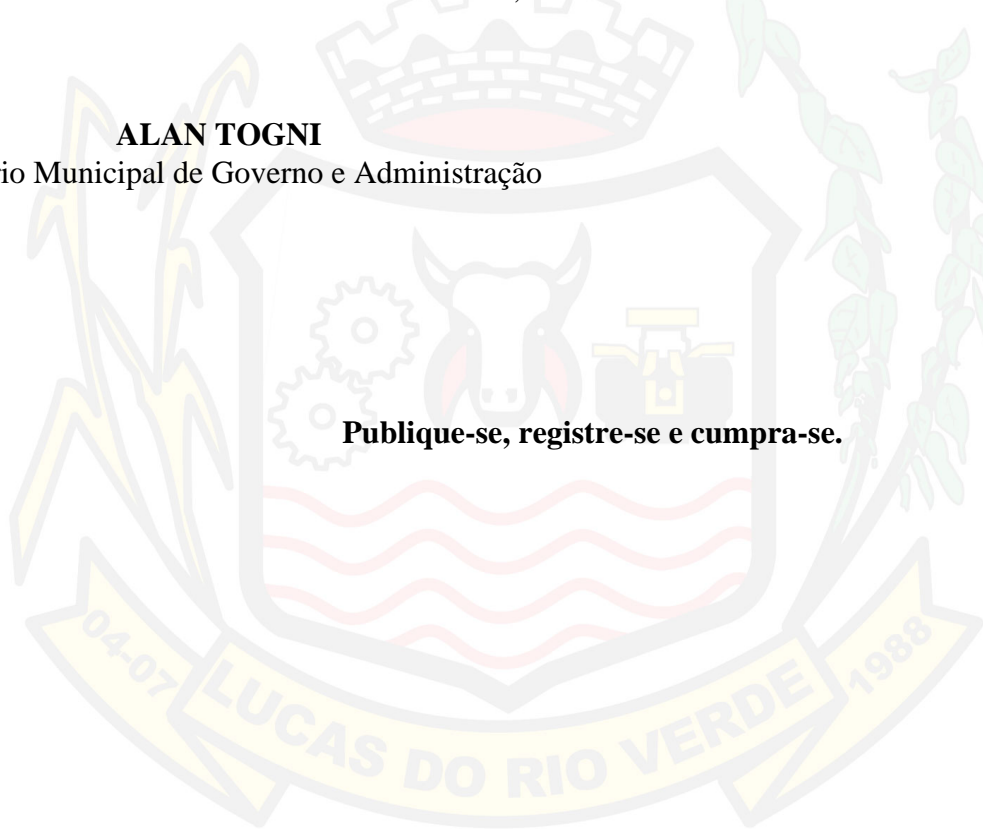 ALAN TOGNI
rio Municipal de Governo e Administração
Publique-se, registre-se e cumpra-se.
04-07
LUCAS DO RIO VERDE
1988